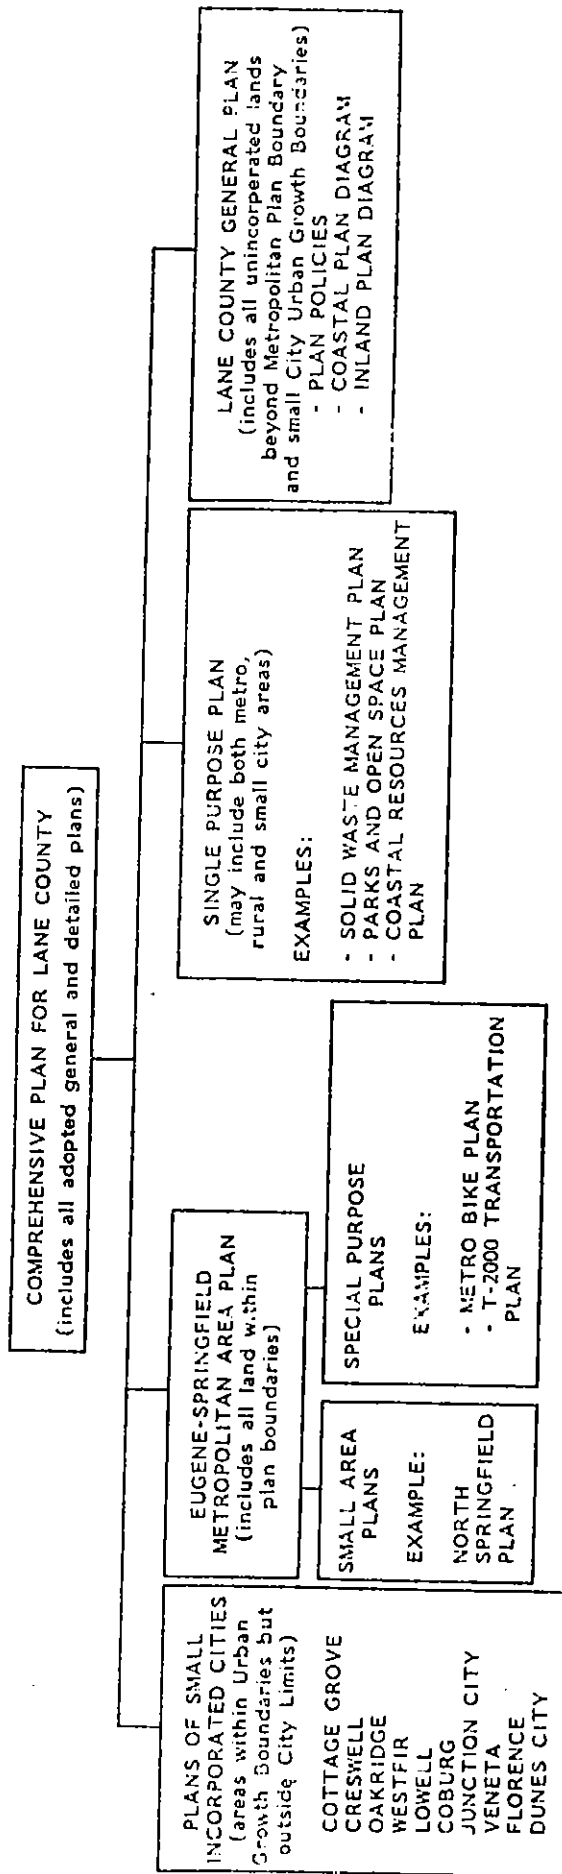 COMPREHENSIVE PLAN FOR LANE COUNTY
(includes all adopted general and detailed plans)
PLANS OF SMALL
INCORPORATED CITIES
(areas within Urban
Growth Boundaries but
outside City Limits)
COTTAGE GROVE
CRESWELL
OAKRIDGE
WESTFIR
LOWELL
COBURG
JUNCTION CITY
VENETA
FLORENCE
DUNES CITY
EUGENE-SPRINGFIELD
METROPOLITAN AREA PLAN
(includes all land within
plan boundaries)
SMALL AREA
PLANS
EXAMPLE:
NORTH
SPRINGFIELD
PLAN
SPECIAL PURPOSE
PLANS
EXAMPLES:
- METRO BIKE PLAN
- T-2000 TRANSPORTATION
PLAN
SINGLE PURPOSE PLAN
(may include both metro,
rural and small city areas)
EXAMPLES:
- SOLID WASTE MANAGEMENT PLAN
- PARKS AND OPEN SPACE PLAN
- COASTAL RESOURCES MANAGEMENT
PLAN
LANE COUNTY GENERAL PLAN
(includes all unincorperated lands
beyond Metropolitan Plan Boundary
and small City Urban Growth Boundaries)
- PLAN POLICIES
- COASTAL PLAN DIAGRAM
- INLAND PLAN DIAGRAM